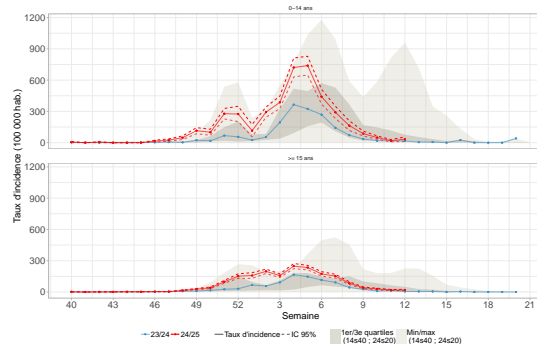 0−14 ans
1200
900
600
300
0
>= 15 ans
1200
900
600
300
0
Taux d'incidence (100 000 hab.)
40 43 46 49 52 3 6 9 12 15 18 21
Semaine
23/24 24/25 Taux d'incidence IC 95% 1er/3e quartiles (14s40 ; 24s20) Min/max (14s40 ; 24s20)